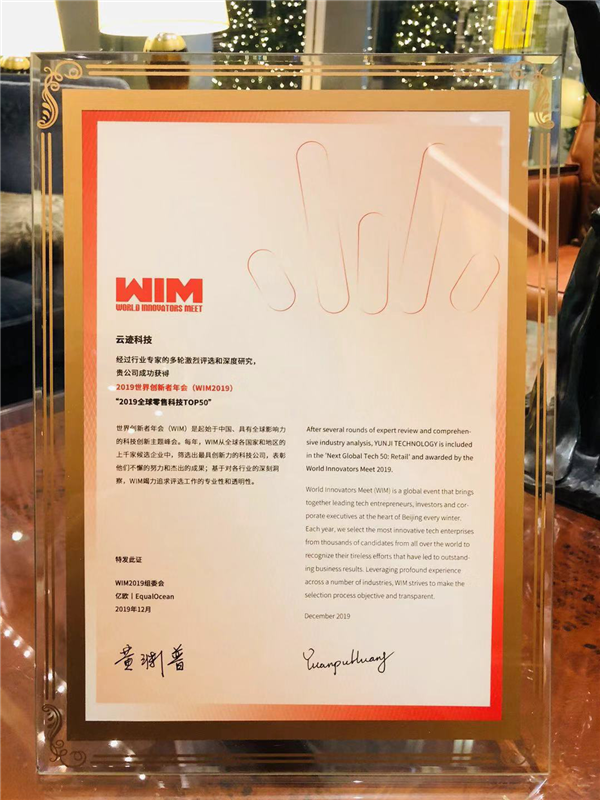 WIM
WORLD INNOVATORS MEET
云迹科技
经过行业专家的多轮激烈评选和深度研究，
贵公司成功获得
2019世界创新者年会（WIM2019）
“2019全球零售科技TOP50”
世界创新者年会（WIM）是起始于中国、具有全球影响力
的科技创新主题峰会。每年，WIM从全球各国家和地区的
上千家候选企业中，筛选出最具创新力的科技公司，表彰
他们不懈的努力和杰出的成果；基于对各行业的深刻洞
察，WIM竭力追求评选工作的专业性和透明性。
特发此证
WIM2019组委会
亿欧 | EqualOcean
2019年12月
黄渊普
After several rounds of expert review and comprehen-
sive industry analysis, YUNJI TECHNOLOGY is included
in the 'Next Global Tech 50: Retail' and awarded by the
World Innovators Meet 2019.
World Innovators Meet (WIM) is a global event that brings
together leading tech entrepreneurs, investors and cor-
porate executives at the heart of Beijing every winter.
Each year, we select the most innovative tech enterprises
from thousands of candidates from all over the world to
recognize their tireless efforts that have led to outstand-
ing business results. Leveraging profound experience
across a number of industries, WIM strives to make the
selection process objective and transparent.
December 2019
Yuanpu Huang